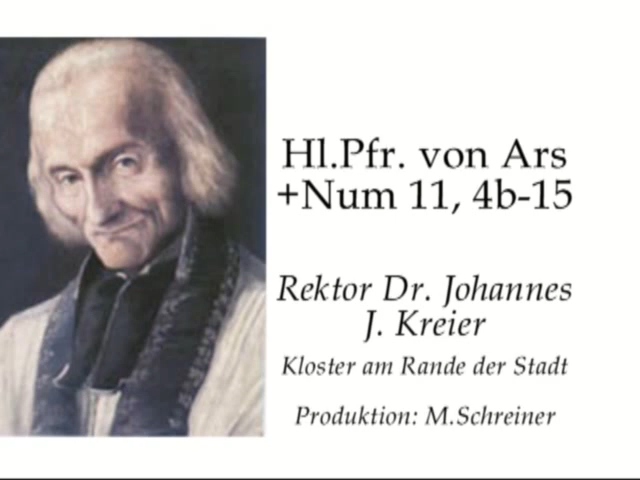 Hl.Pfr. von Ars
+Num 11, 4b-15
Rektor Dr. Johannes
J. Kreier
Kloster am Rande der Stadt
Produktion: M.Schreiner